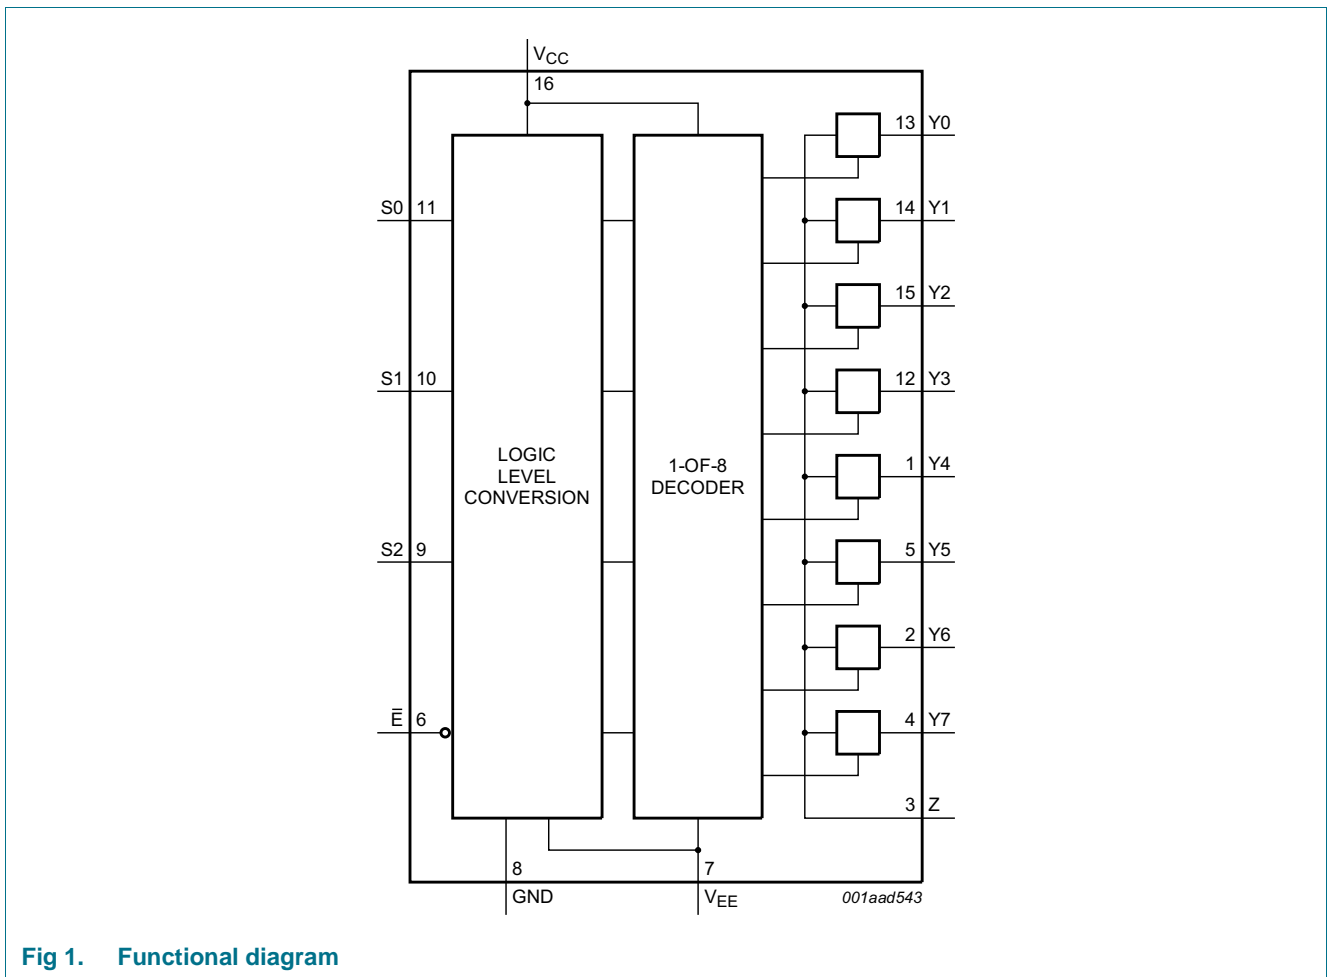 VCC
16
13 Y0
S0 11
14 Y1
15 Y2
S1 10
12 Y3
LOGIC
LEVEL
CONVERSION
1-OF-8
DECODER
1 Y4
S2 9
5 Y5
2 Y6
E̅ 6
4 Y7
3 Z
8
7
GND
VEE
001aad543
Fig 1. Functional diagram